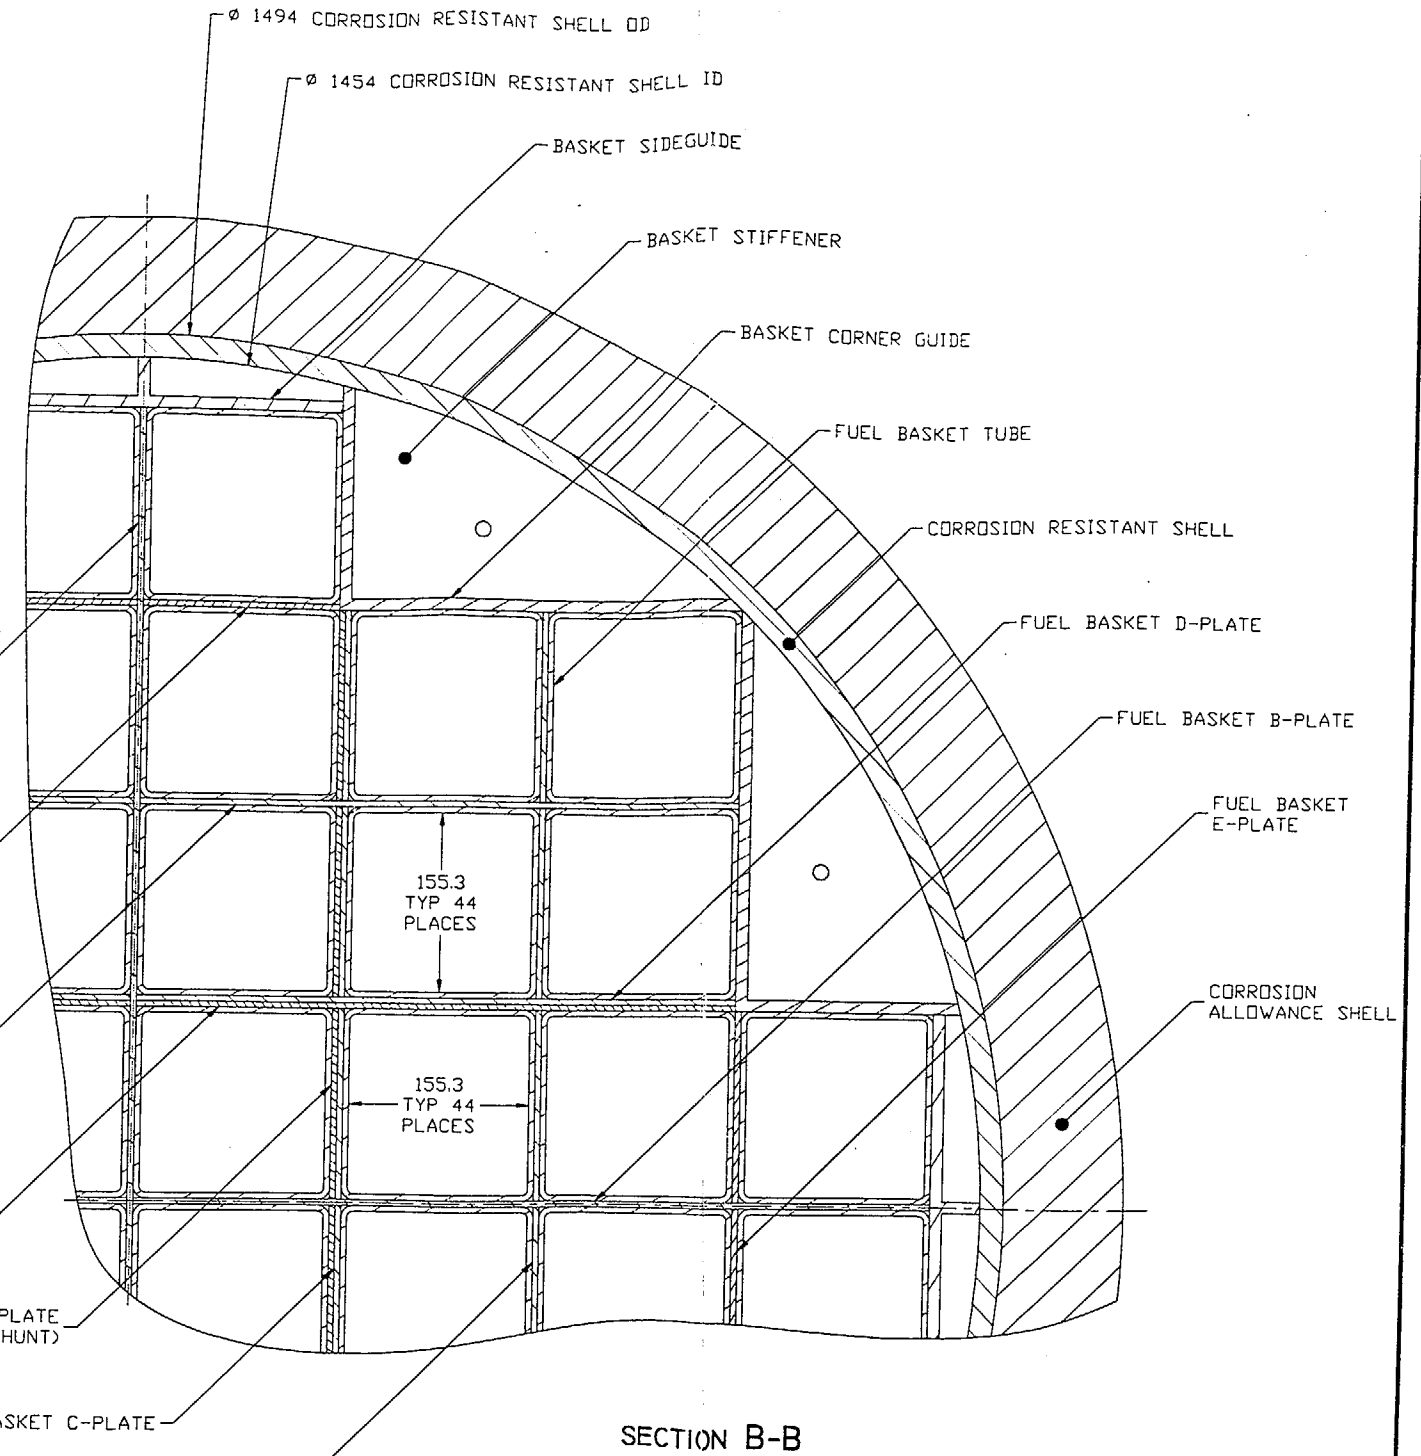 Ø 1494 CORROSION RESISTANT SHELL OD
Ø 1454 CORROSION RESISTANT SHELL ID
BASKET SIDEGUIDE
BASKET STIFFENER
BASKET CORNER GUIDE
FUEL BASKET TUBE
CORROSION RESISTANT SHELL
FUEL BASKET D-PLATE
FUEL BASKET B-PLATE
FUEL BASKET
E-PLATE
155.3
TYP 44
PLACES
CORROSION
ALLOWANCE SHELL
155.3
TYP 44
PLACES
PLATE
HUNT)
ASKET C-PLATE
SECTION B-B